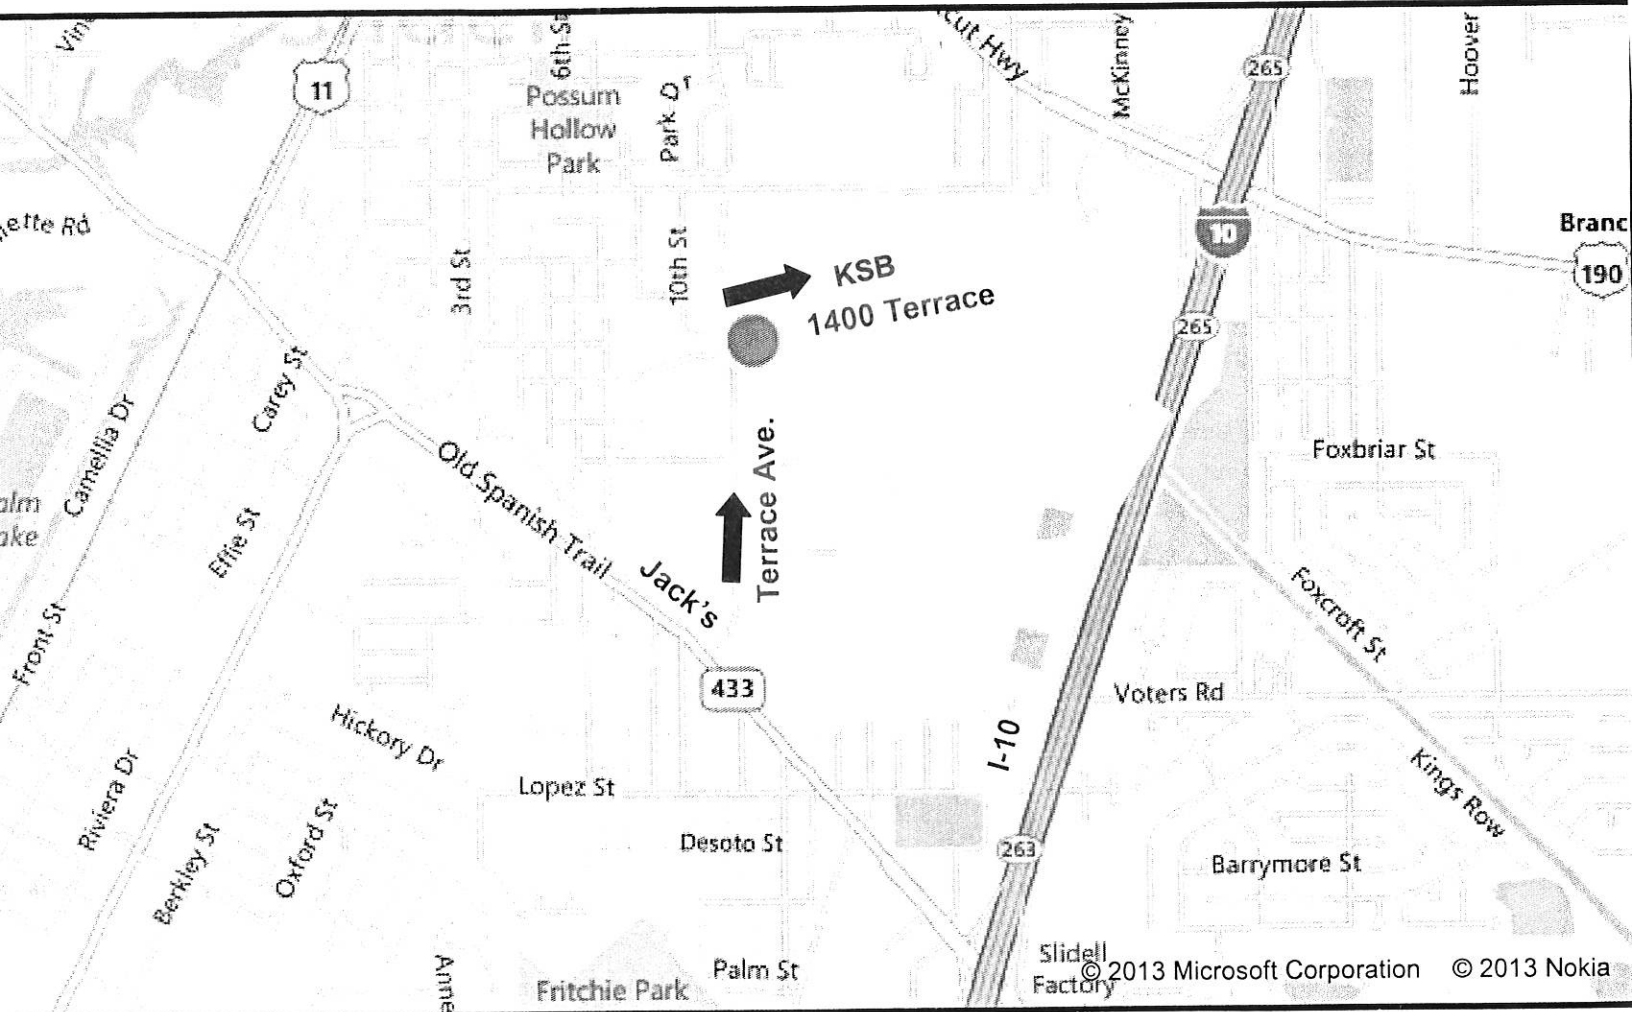 Vine
11
6th St
Possum
Hollow
Park
Park D
cut Hwy
McKinney
265
Hoover
ette Rd
3rd St
10th St
KSB
1400 Terrace
10
Branc
190
265
Carey St
Camellia Dr
alm
ake
Effie St
Old Spanish Trail
Jack's
Terrace Ave.
Foxbriar St
Foxcroft St
Front St
433
Voters Rd
Hickory Dr
I-10
Riviera Dr
Lopez St
Kings Row
Berkley St
Oxford St
Desoto St
263
Barrymore St
Anne
Fritchie Park
Palm St
Slidell
Factory
© 2013 Microsoft Corporation © 2013 Nokia